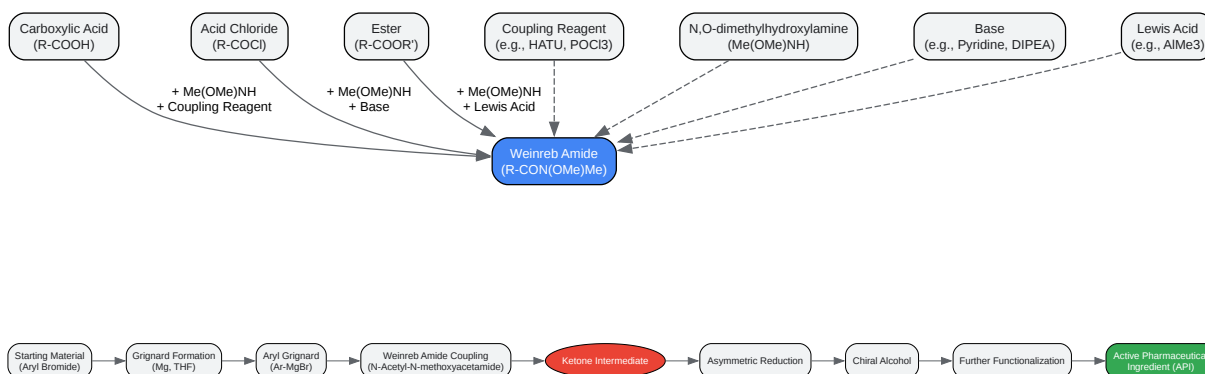 Carboxylic Acid
(R-COOH)
Acid Chloride
(R-COCl)
Ester
(R-COOR')
Coupling Reagent
(e.g., HATU, POCl3)
N,O-dimethylhydroxylamine
(Me(OMe)NH)
Base
(e.g., Pyridine, DIPEA)
Lewis Acid
(e.g., AlMe3)
+ Me(OMe)NH
+ Coupling Reagent
+ Me(OMe)NH
+ Base
+ Me(OMe)NH
+ Lewis Acid
Weinreb Amide
(R-CON(OMe)Me)
Starting Material
(Aryl Bromide)
Grignard Formation
(Mg, THF)
Aryl Grignard
(Ar-MgBr)
Weinreb Amide Coupling
(N-Acetyl-N-methoxyacetamide)
Ketone Intermediate
Asymmetric Reduction
Chiral Alcohol
Further Functionalization
Active Pharmaceutical
Ingredient (API)